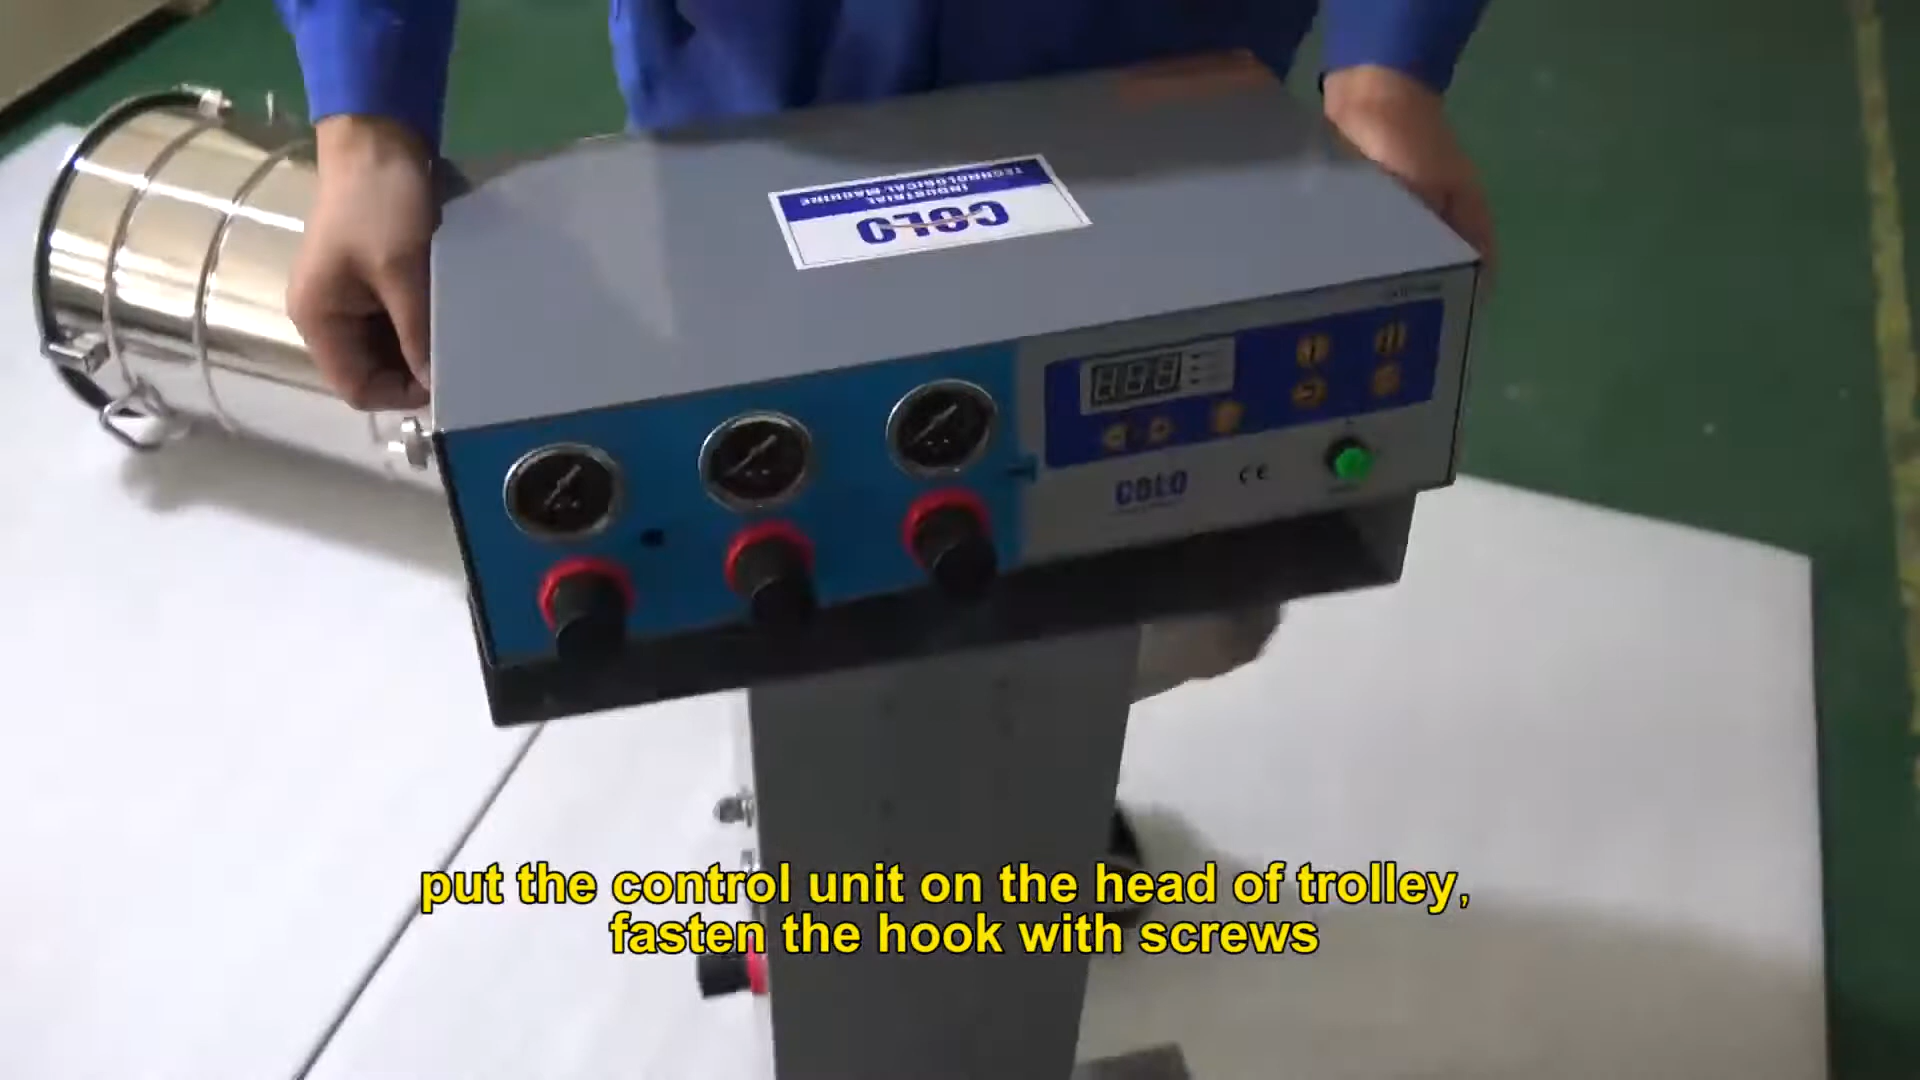 COLO
INDUSTRIAL
TECHNOLOGICAL MACHINE
COLO
CE
put the control unit on the head of trolley,
fasten the hook with screws